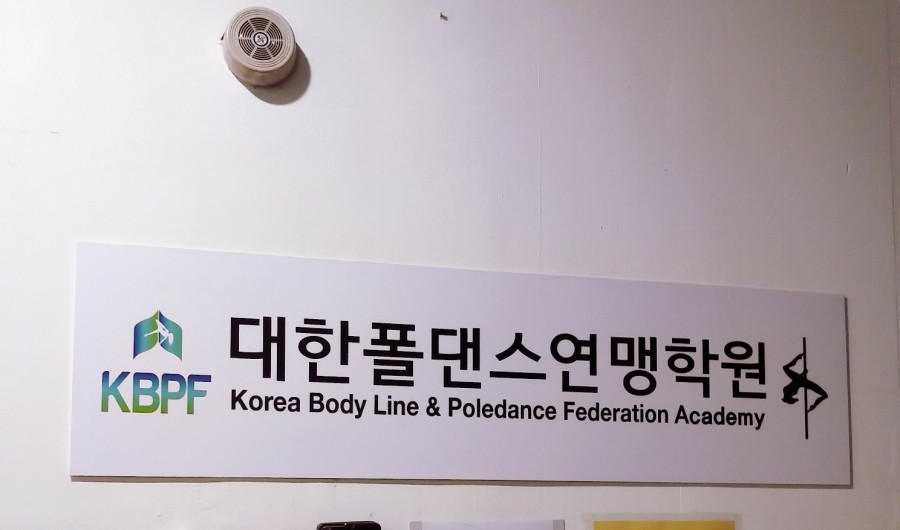 KBPF
대한폴댄스연맹학원
Korea Body Line & Poledance Federation Academy